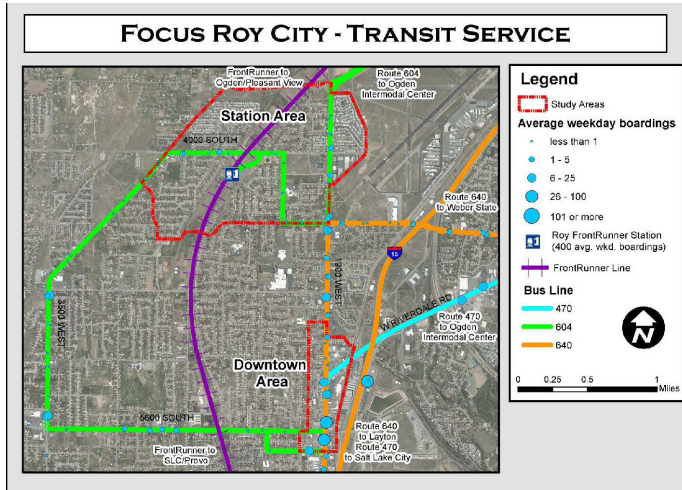 FOCUS ROY CITY - TRANSIT SERVICE
FrontRunner to
Ogden/Pleasant View
Route 604
to Ogden
Intermodal Center
Station Area
4000 SOUTH
Route 640
to Weber State
1900 WEST
15
3500 WEST
W RIVERDALE RD
Route 470
to Ogden
Intermodal Center
Downtown
Area
5600 SOUTH
FrontRunner to
SLC/Provo
Route 640
to Layton
Route 470
to Salt Lake City
Legend
Study Areas
Average weekday boardings
less than 1
1 - 5
6 - 25
26 - 100
101 or more
Roy FrontRunner Station
(400 avg. wkd. boardings)
FrontRunner Line
Bus Line
470
604
640
N
0 0.25 0.5 1
Miles